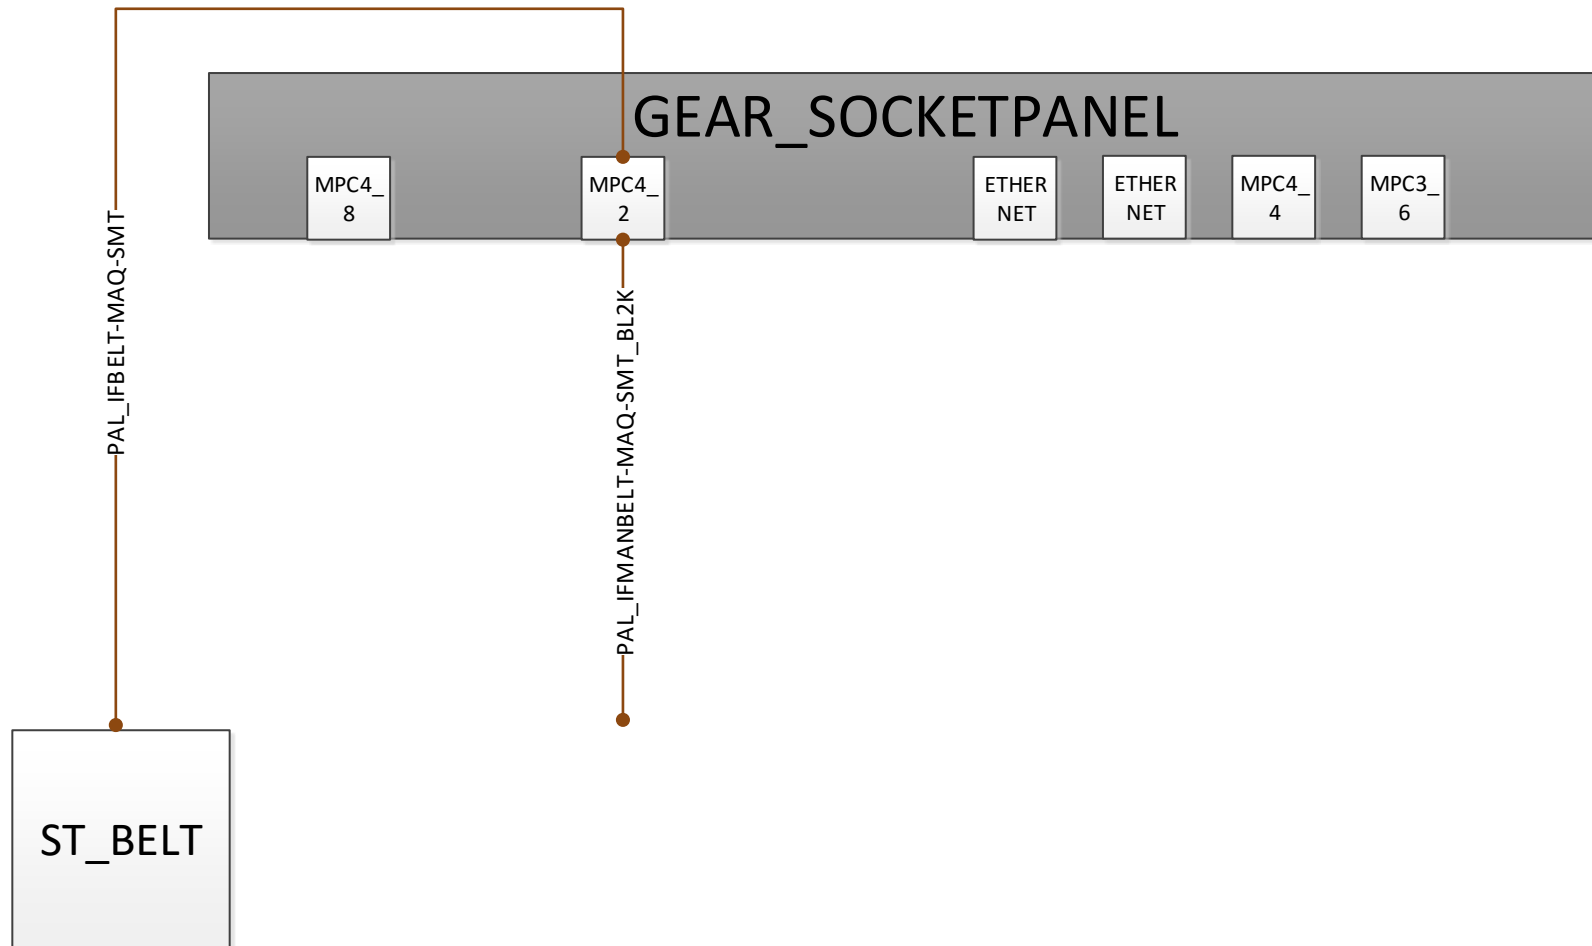 GEAR_SOCKETPANEL
MPC4_
8
MPC4_
2
ETHER
NET
ETHER
NET
MPC4_
4
MPC3_
6
PAL_IFBELT-MAQ-SMT
PAL_IFMANBELT-MAQ-SMT_BL2K
ST_BELT